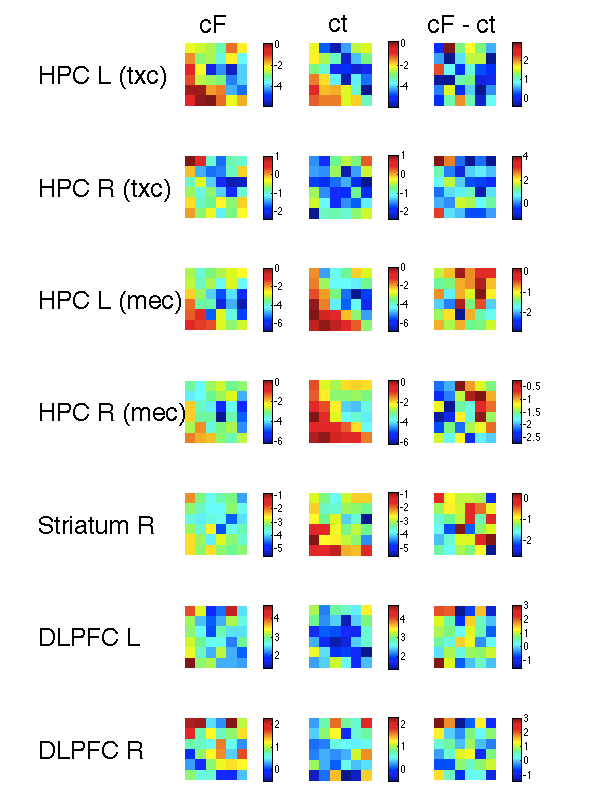 cF ct cF - ct
HPC L (txc) 0 -2 -4 0 -2 -4 2 1 0
HPC R (txc) 1 0 -1 -2 1 0 -1 -2 4 2 0
HPC L (mec) 0 -2 -4 -6 0 -2 -4 -6 0 -1 -2
HPC R (mec) 0 -2 -4 -6 0 -2 -4 -6 -0.5 -1 -1.5 -2 -2.5
Striatum R -1 -2 -3 -4 -5 -1 -2 -3 -4 -5 0 -1 -2
DLPFC L 4 3 2 4 3 2 3 2 1 0 -1
DLPFC R 2 1 0 2 1 0 3 2 1 0 -1